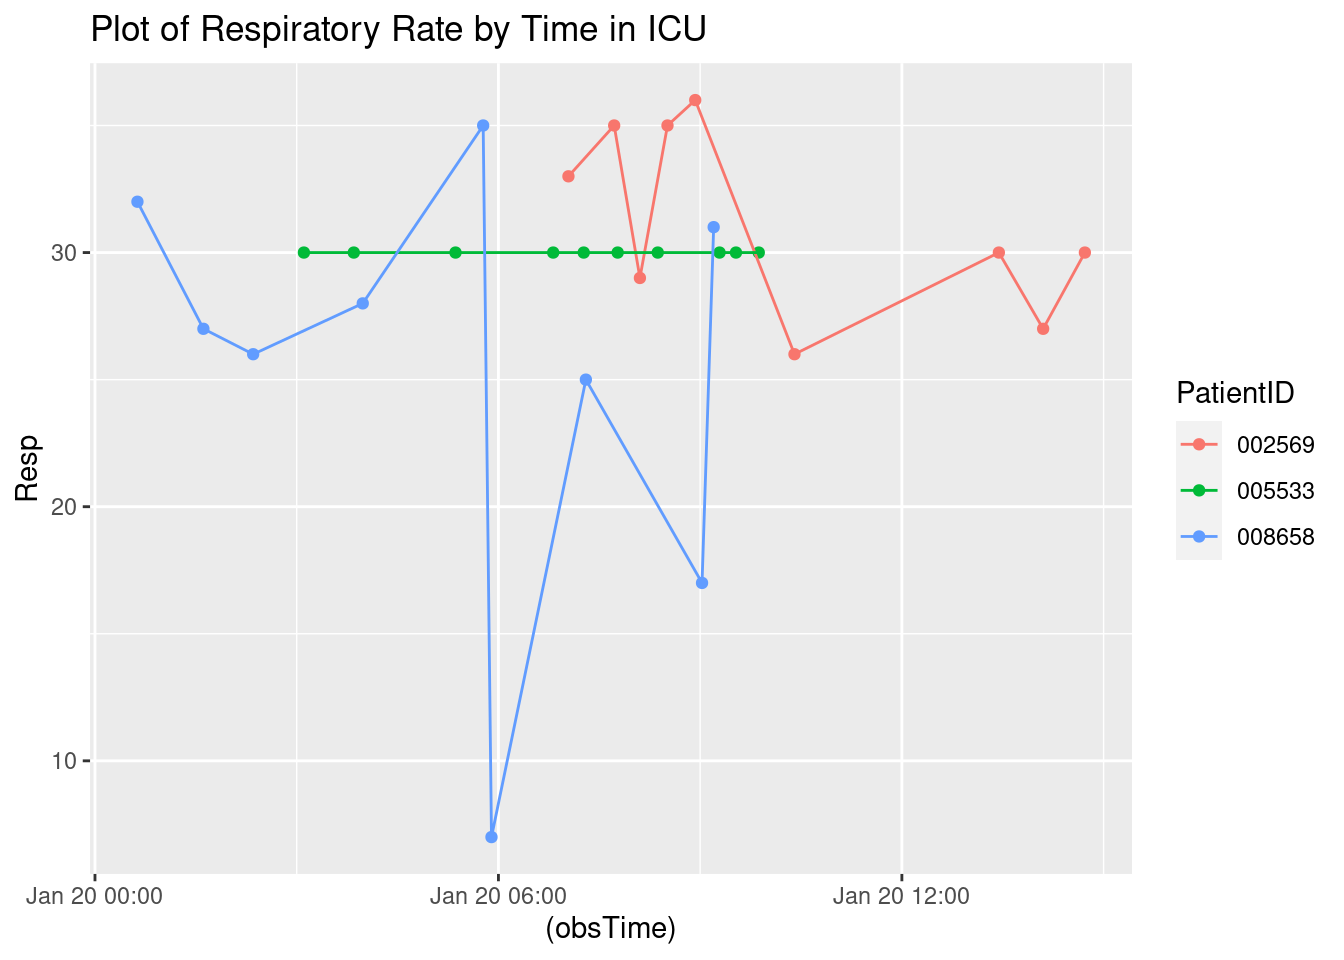 Plot of Respiratory Rate by Time in ICU
Resp
30
20
10
Jan 20 00:00
Jan 20 06:00
Jan 20 12:00
(obsTime)
PatientID
002569
005533
008658